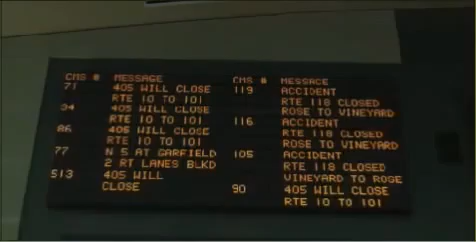 CMS # MESSAGE
71 405 WILL CLOSE
RTE 10 TO 101
34 405 WILL CLOSE
RTE 10 TO 101
86 405 WILL CLOSE
RTE 10 TO 101
77 N 5 AT GARFIELD
2 RT LANES BLKD
513 405 WILL
CLOSE
CMS # MESSAGE
119 ACCIDENT
RTE 118 CLOSED
ROSE TO VINEYARD
116 ACCIDENT
RTE 118 CLOSED
ROSE TO VINEYARD
105 ACCIDENT
RTE 118 CLOSED
VINEYARD TO ROSE
90 405 WILL CLOSE
RTE 10 TO 101